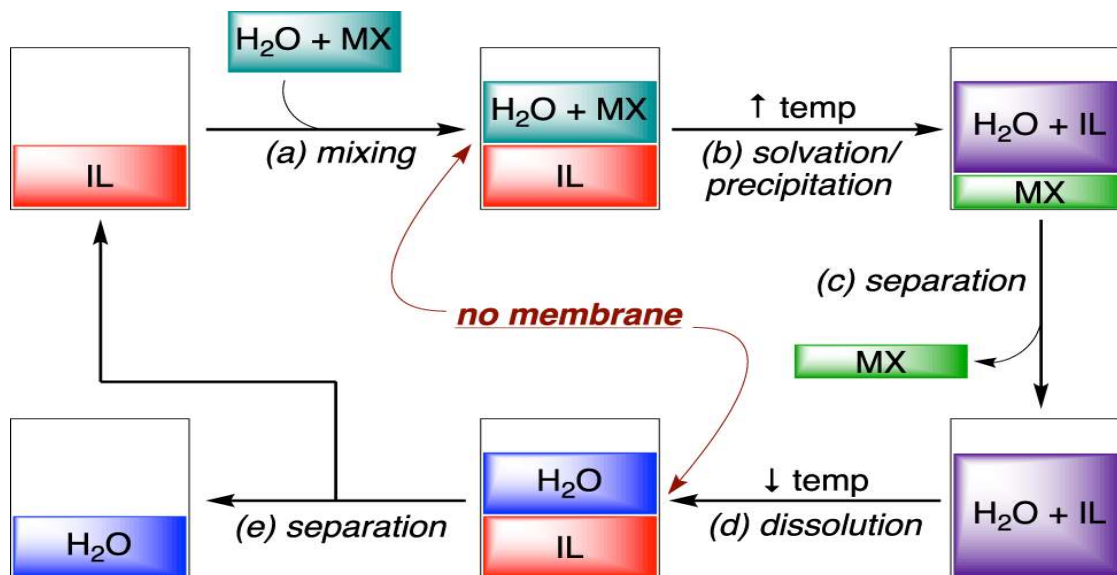 H₂O + MX
IL
(a) mixing
H₂O + MX
IL
↑ temp
(b) solvation/
precipitation
H₂O + IL
MX
(c) separation
MX
no membrane
H₂O + IL
↓ temp
(d) dissolution
H₂O
IL
(e) separation
H₂O